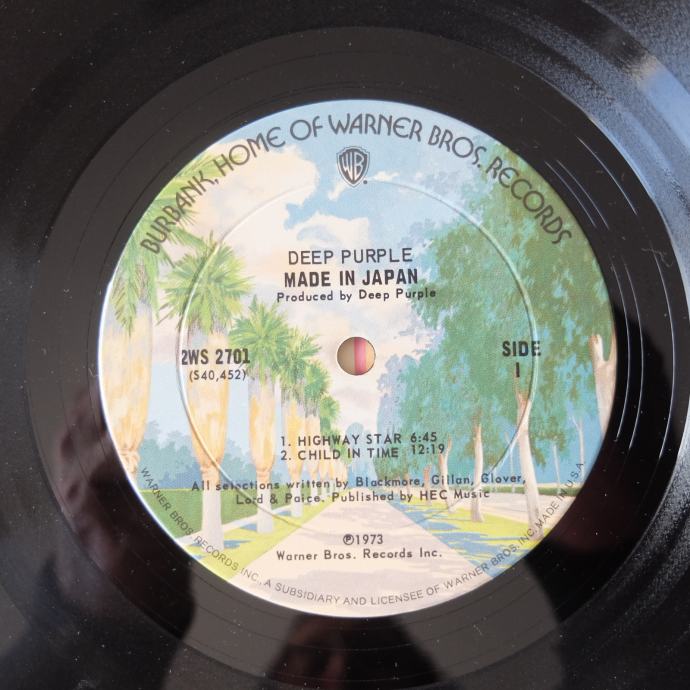 BURBANK, HOME OF WARNER BROS. RECORDS
WB
DEEP PURPLE
MADE IN JAPAN
Produced by Deep Purple
2WS 2701
(S40,452)
SIDE
1
1. HIGHWAY STAR 6:45
2. CHILD IN TIME 12:19
All selections written by Blackmore, Gillan, Glover,
Lord & Paice. Published by HEC Music
℗1973
Warner Bros. Records Inc.
WARNER BROS. RECORDS INC., A SUBSIDIARY AND LICENSEE OF WARNER BROS. INC. MADE IN U.S.A.